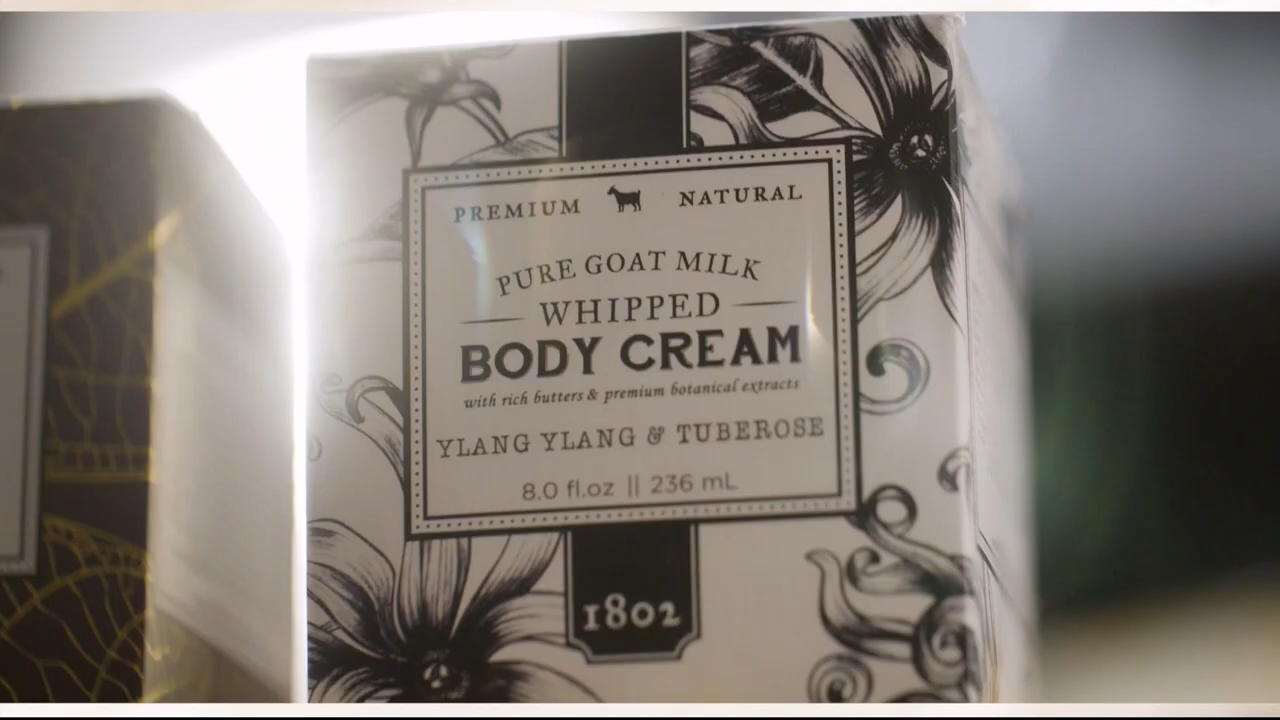 PREMIUM NATURAL
PURE GOAT MILK
WHIPPED
BODY CREAM
with rich butters & premium botanical extracts
YLANG YLANG & TUBEROSE
8.0 fl.oz || 236 mL
1802